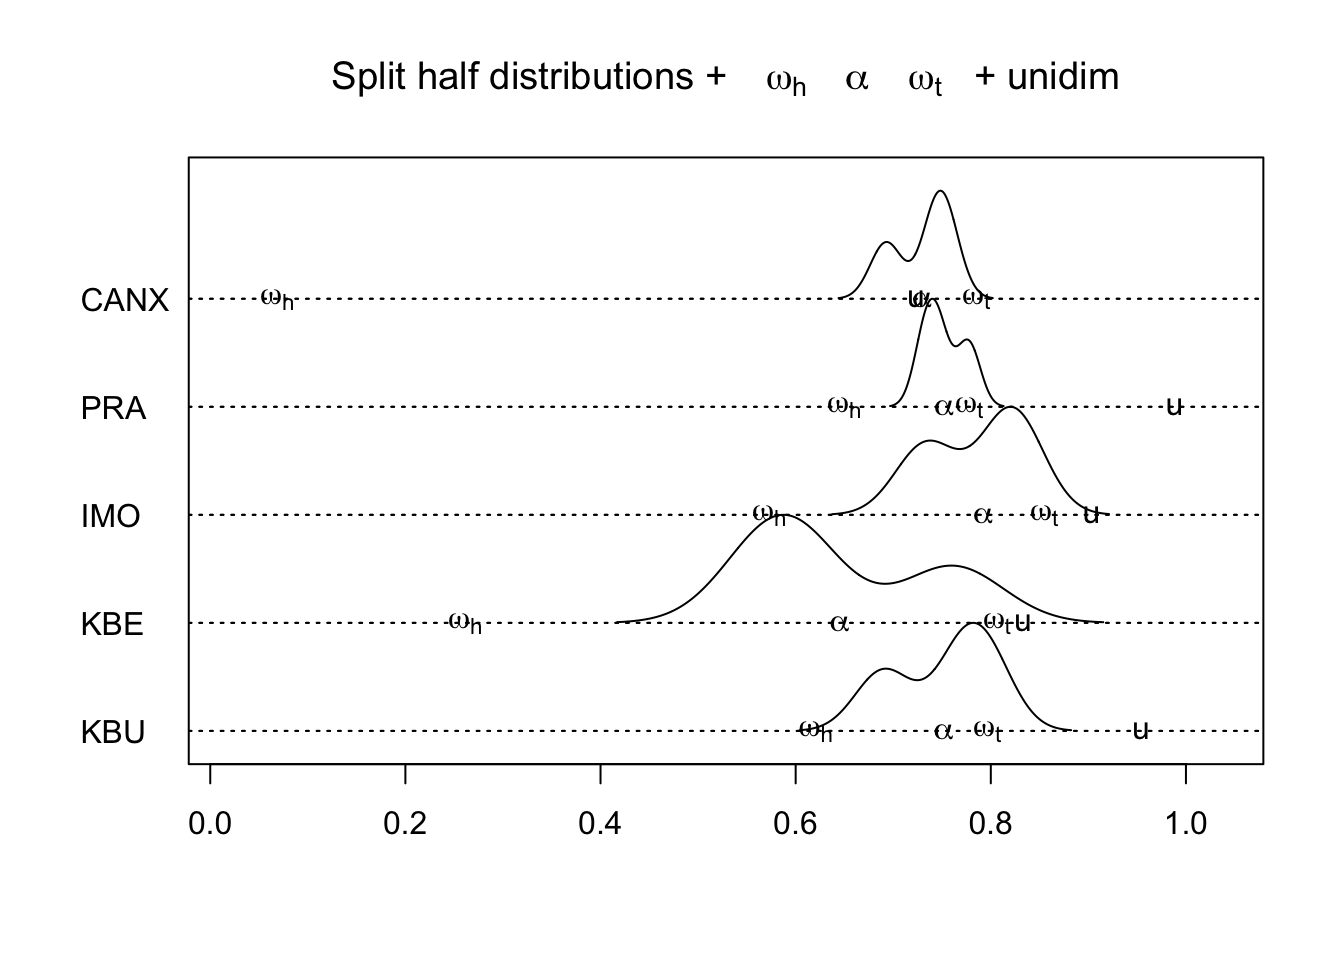 Split half distributions + ωh α ωt + unidim
CANX ωh u α ωt
PRA ωh α ωt u
IMO ωh α ωt u
KBE ωh α ωt u
KBU ωh α ωt u
0.0 0.2 0.4 0.6 0.8 1.0